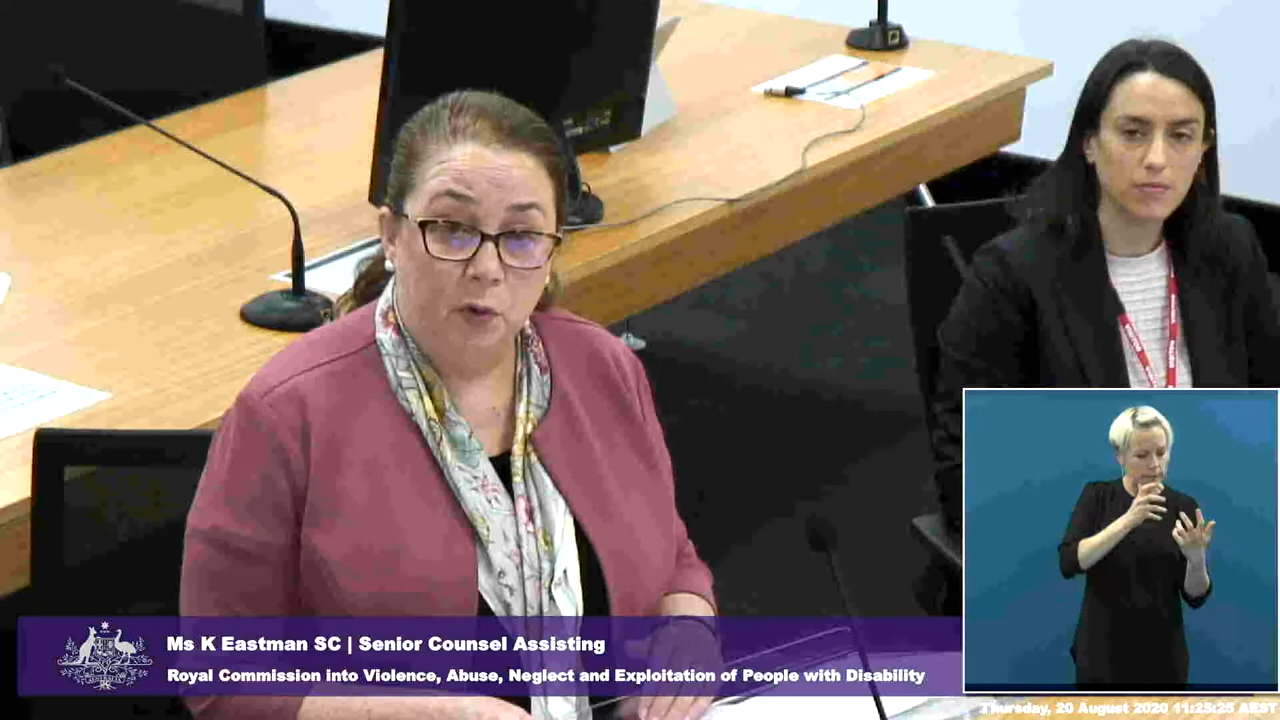 Ms K Eastman SC | Senior Counsel Assisting
Royal Commission into Violence, Abuse, Neglect and Exploitation of People with Disability
Thursday, 20 August 2020 11:25:25 AEST